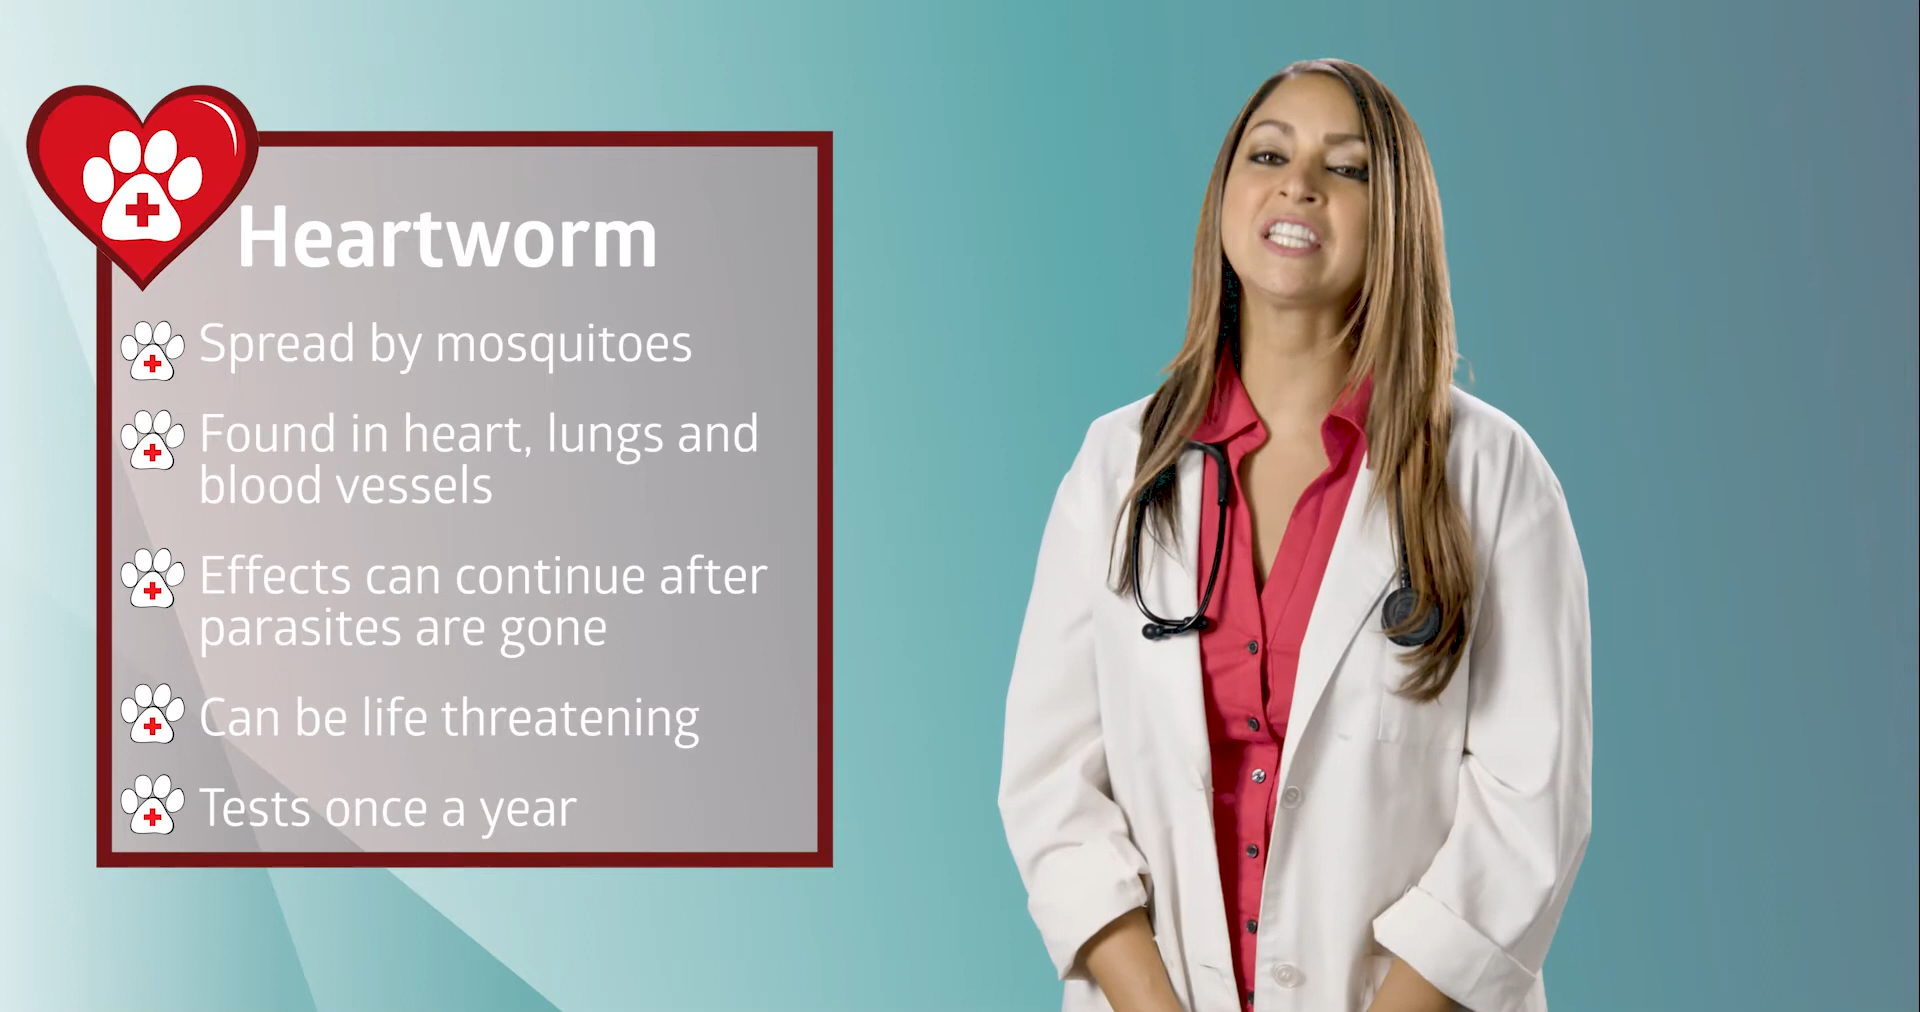 Heartworm
Spread by mosquitoes
Found in heart, lungs and
blood vessels
Effects can continue after
parasites are gone
Can be life threatening
Tests once a year